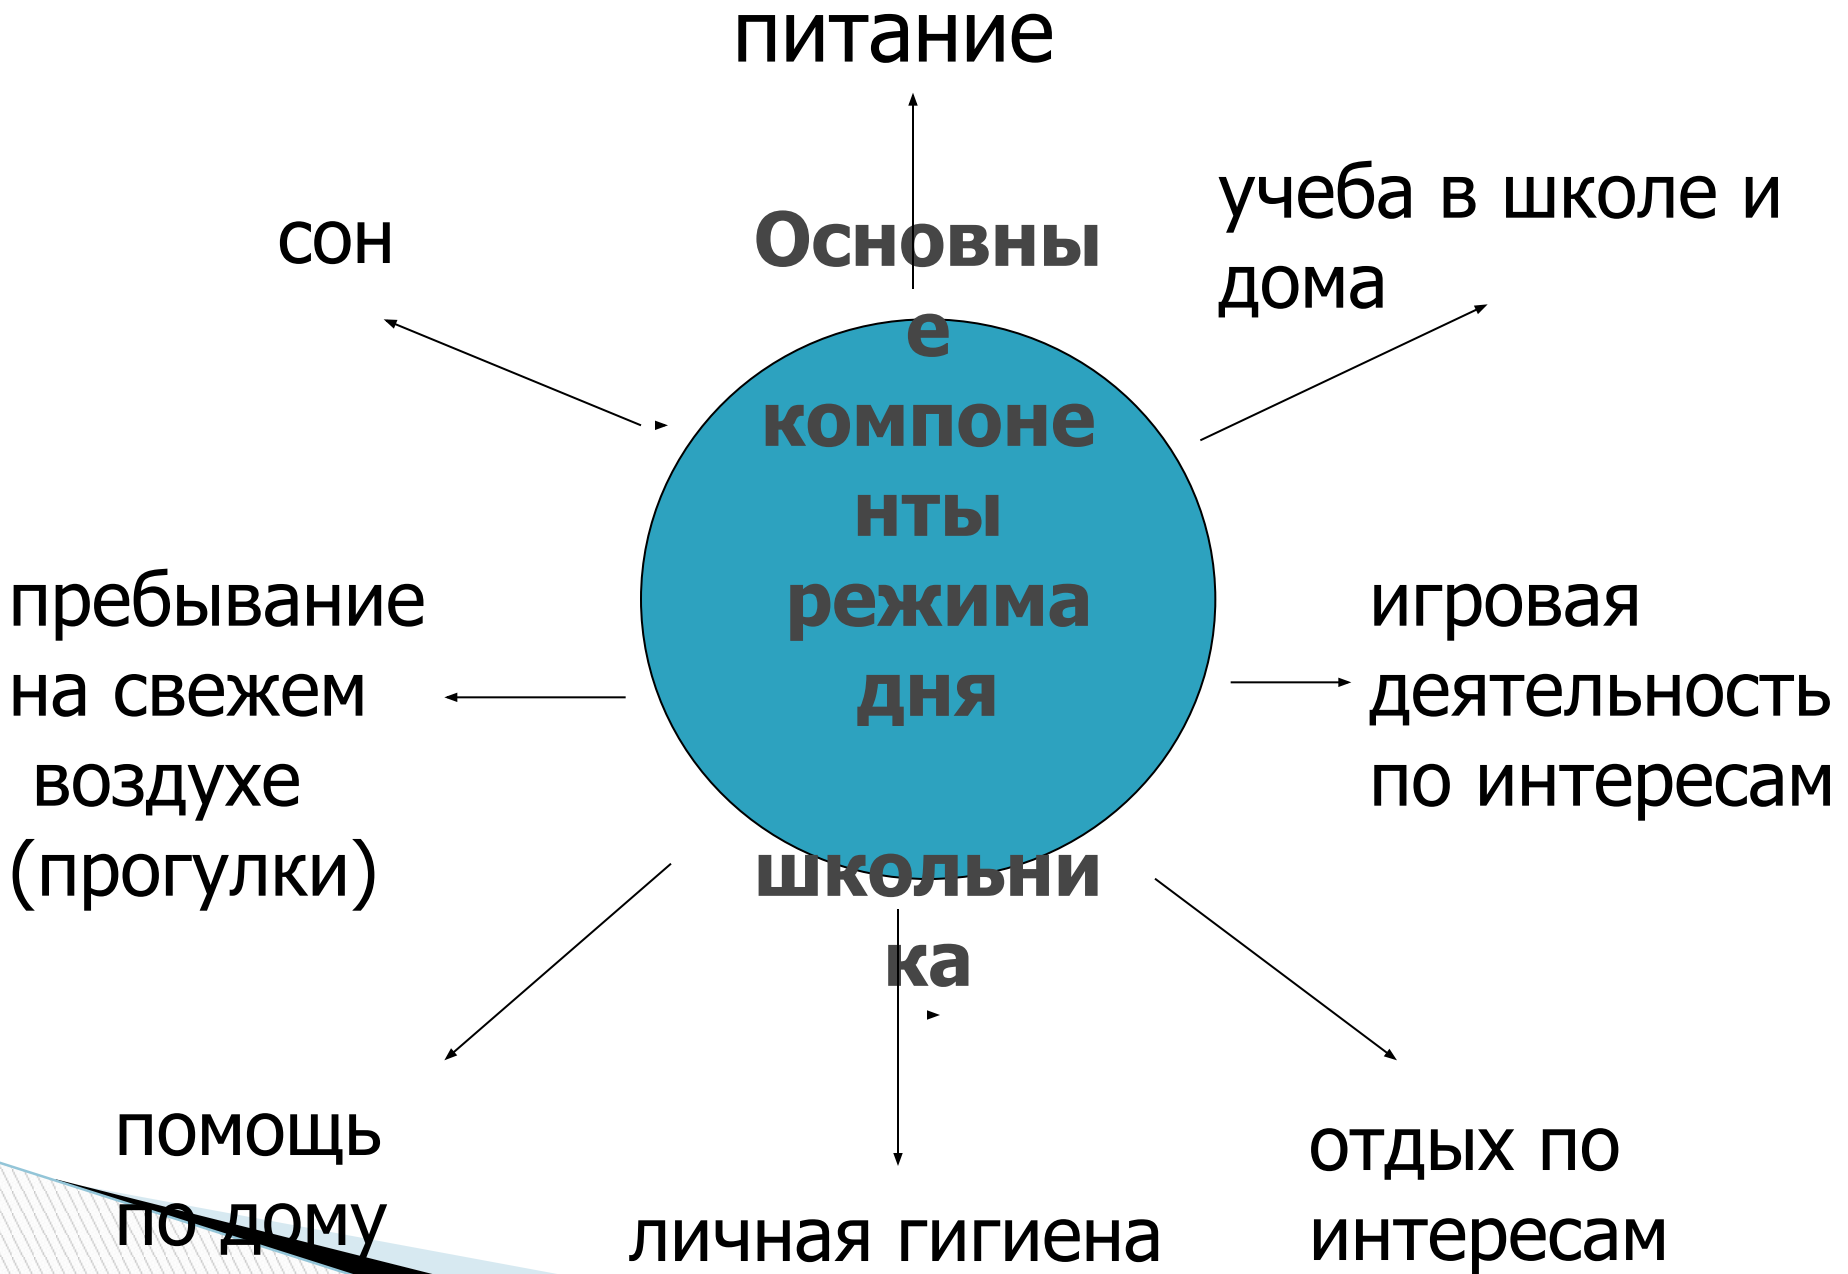 питание
учеба в школе и
дома
сон
Основны
е
компоне
нты
режима
дня
школьни
ка
пребывание
на свежем
воздухе
(прогулки)
игровая
деятельность
по интересам
помощь
по дому
личная гигиена
отдых по
интересам